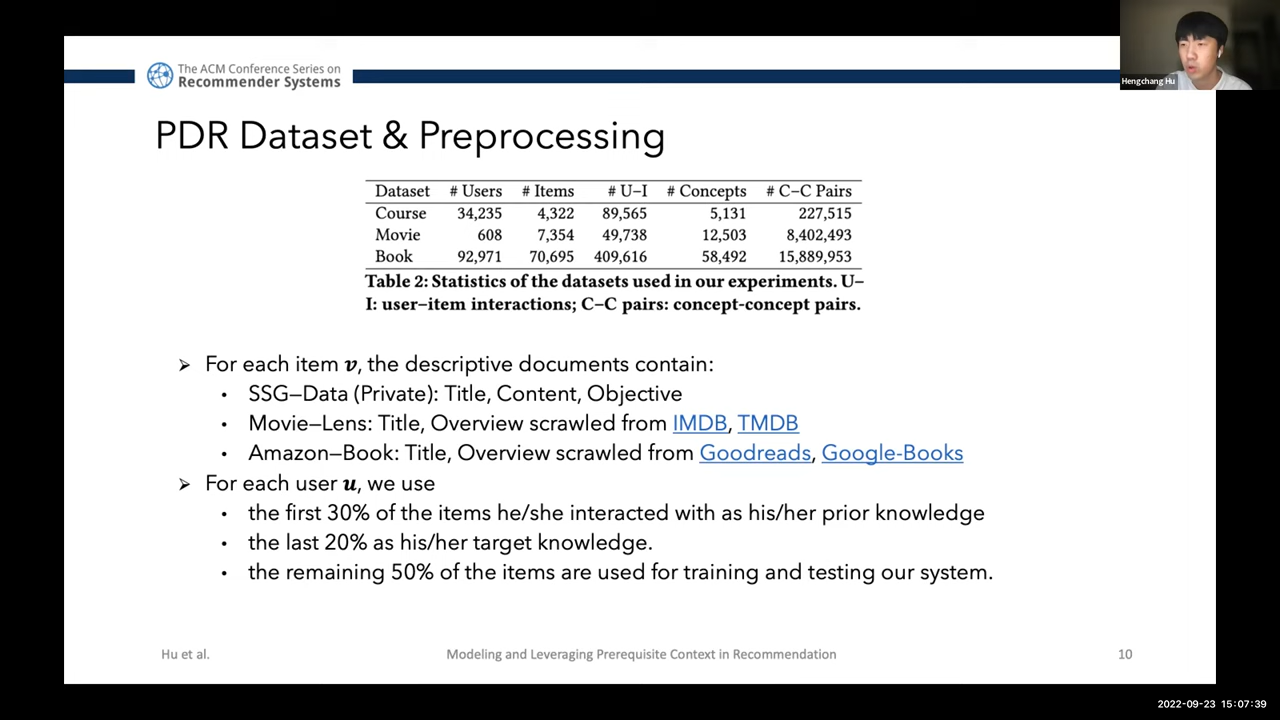 The ACM Conference Series on
Recommender Systems
Hengchang Hu
PDR Dataset & Preprocessing
Dataset # Users # Items # U–I # Concepts # C–C Pairs
Course 34,235 4,322 89,565 5,131 227,515
Movie 608 7,354 49,738 12,503 8,402,493
Book 92,971 70,695 409,616 58,492 15,889,953
Table 2: Statistics of the datasets used in our experiments. U–
I: user–item interactions; C–C pairs: concept-concept pairs.
➢ For each item v, the descriptive documents contain:
• SSG–Data (Private): Title, Content, Objective
• Movie–Lens: Title, Overview scrawled from IMDB, TMDB
• Amazon–Book: Title, Overview scrawled from Goodreads, Google-Books
➢ For each user u, we use
• the first 30% of the items he/she interacted with as his/her prior knowledge
• the last 20% as his/her target knowledge.
• the remaining 50% of the items are used for training and testing our system.
Hu et al. Modeling and Leveraging Prerequisite Context in Recommendation 10
2022-09-23 15:07:39